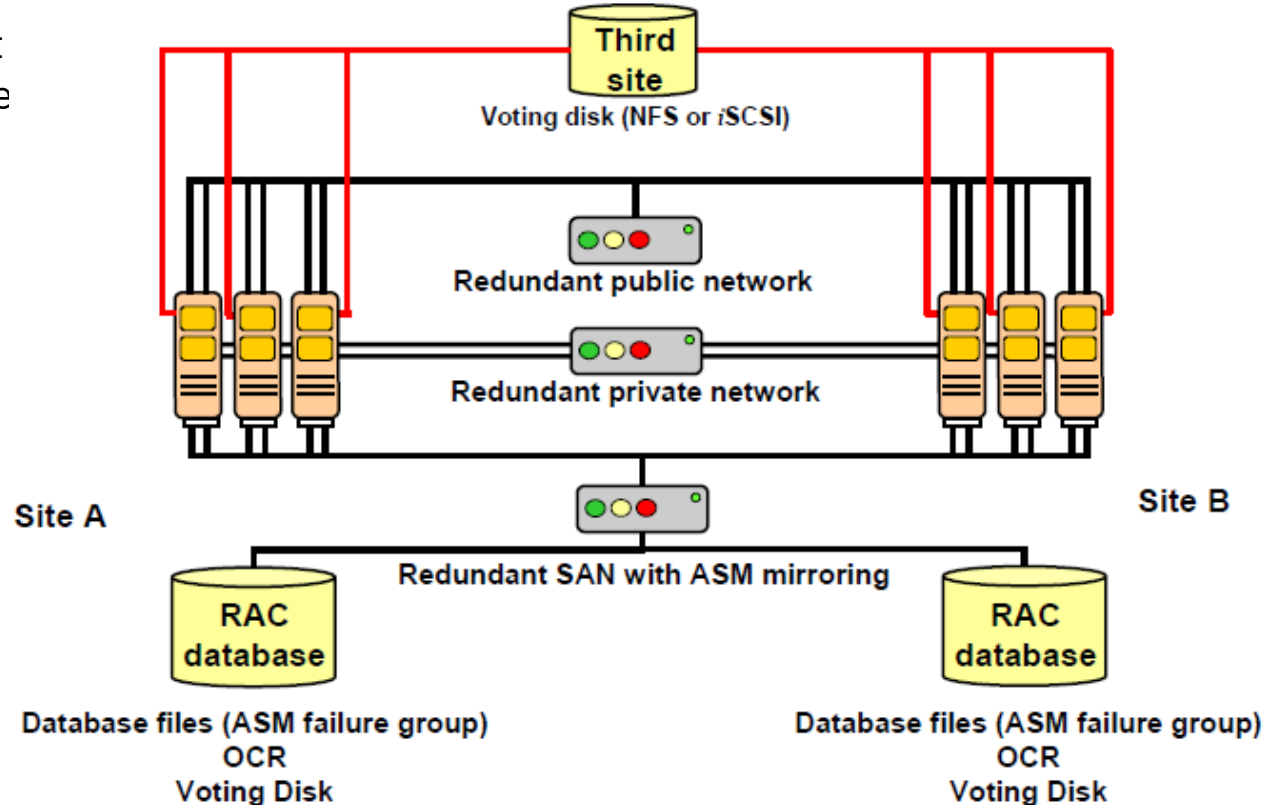 Third
site
Voting disk (NFS or iSCSI)
Redundant public network
Redundant private network
Site A
Site B
Redundant SAN with ASM mirroring
RAC
database
RAC
database
Database files (ASM failure group)
OCR
Voting Disk
Database files (ASM failure group)
OCR
Voting Disk